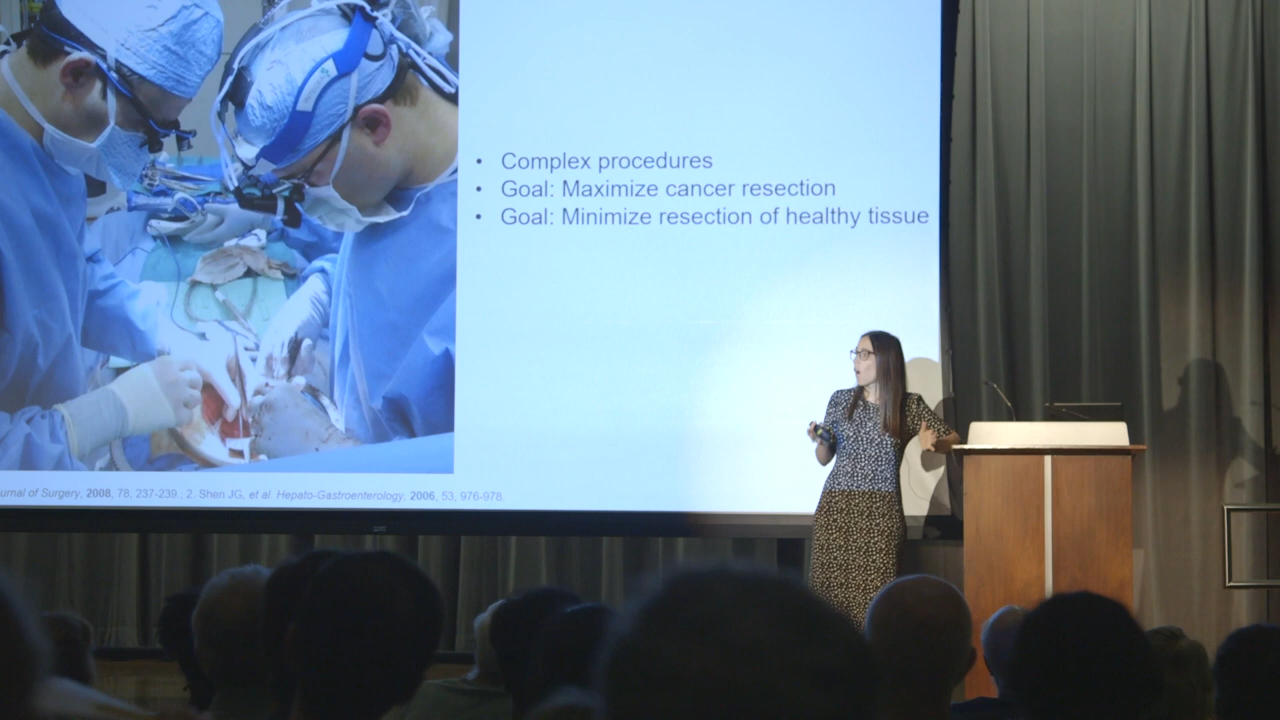 • Complex procedures
• Goal: Maximize cancer resection
• Goal: Minimize resection of healthy tissue
urnal of Surgery, 2008, 78, 237-239.; 2. Shen JG, et al. Hepato-Gastroenterology, 2006, 53, 976-978.